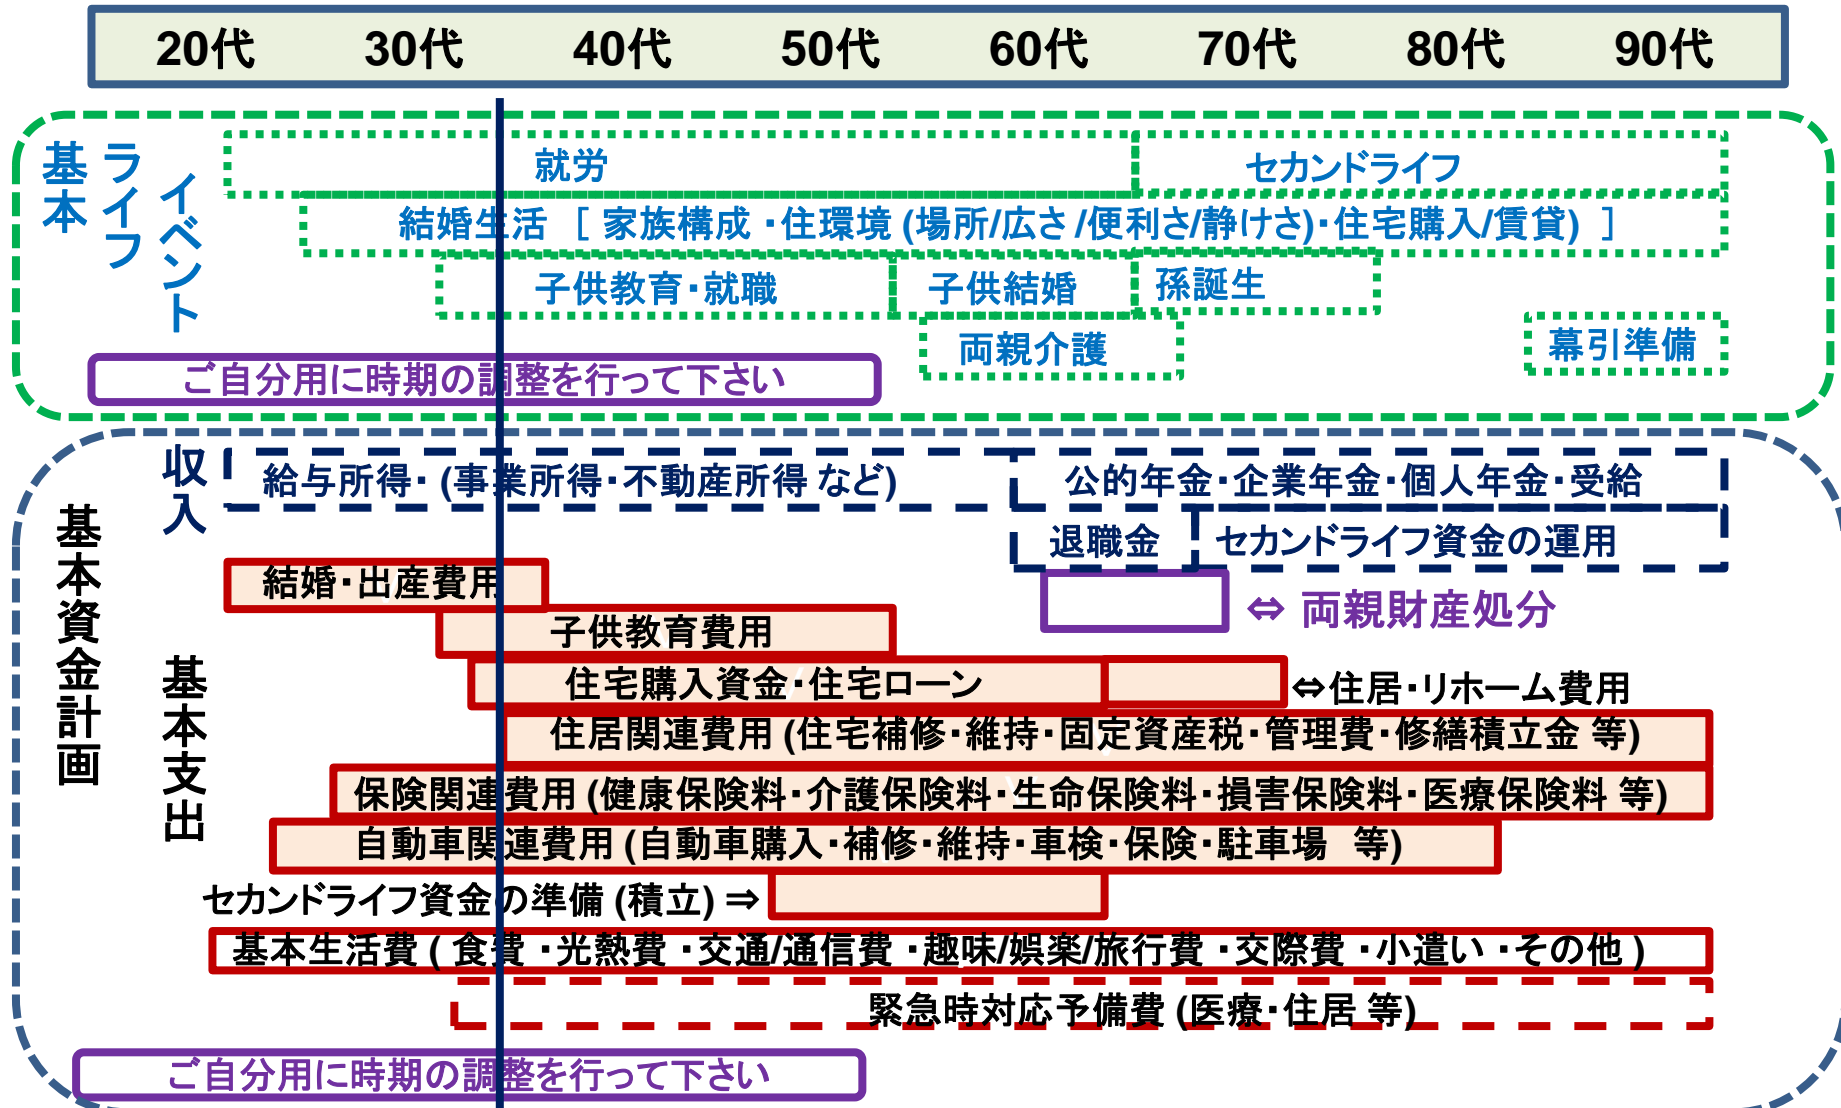 20代 30代 40代 50代 60代 70代 80代 90代
基本
ライフ
イベント
就労
セカンドライフ
結婚生活 [ 家族構成・住環境 (場所/広さ/便利さ/静けさ)・住宅購入/賃貸) ]
子供教育・就職
子供結婚
孫誕生
両親介護
幕引準備
ご自分用に時期の調整を行って下さい
基本資金計画
収入
給与所得・(事業所得・不動産所得 など)
公的年金・企業年金・個人年金・受給
退職金
セカンドライフ資金の運用
⇔ 両親財産処分
基本支出
結婚・出産費用
子供教育費用
住宅購入資金・住宅ローン
⇔住居・リホーム費用
住居関連費用 (住宅補修・維持・固定資産税・管理費・修繕積立金 等)
保険関連費用 (健康保険料・介護保険料・生命保険料・損害保険料・医療保険料 等)
自動車関連費用 (自動車購入・補修・維持・車検・保険・駐車場 等)
セカンドライフ資金の準備 (積立) ⇒
基本生活費 ( 食費 ・光熱費 ・交通/通信費 ・趣味/娯楽/旅行費 ・交際費 ・小遣い ・その他 )
緊急時対応予備費 (医療・住居 等)
ご自分用に時期の調整を行って下さい